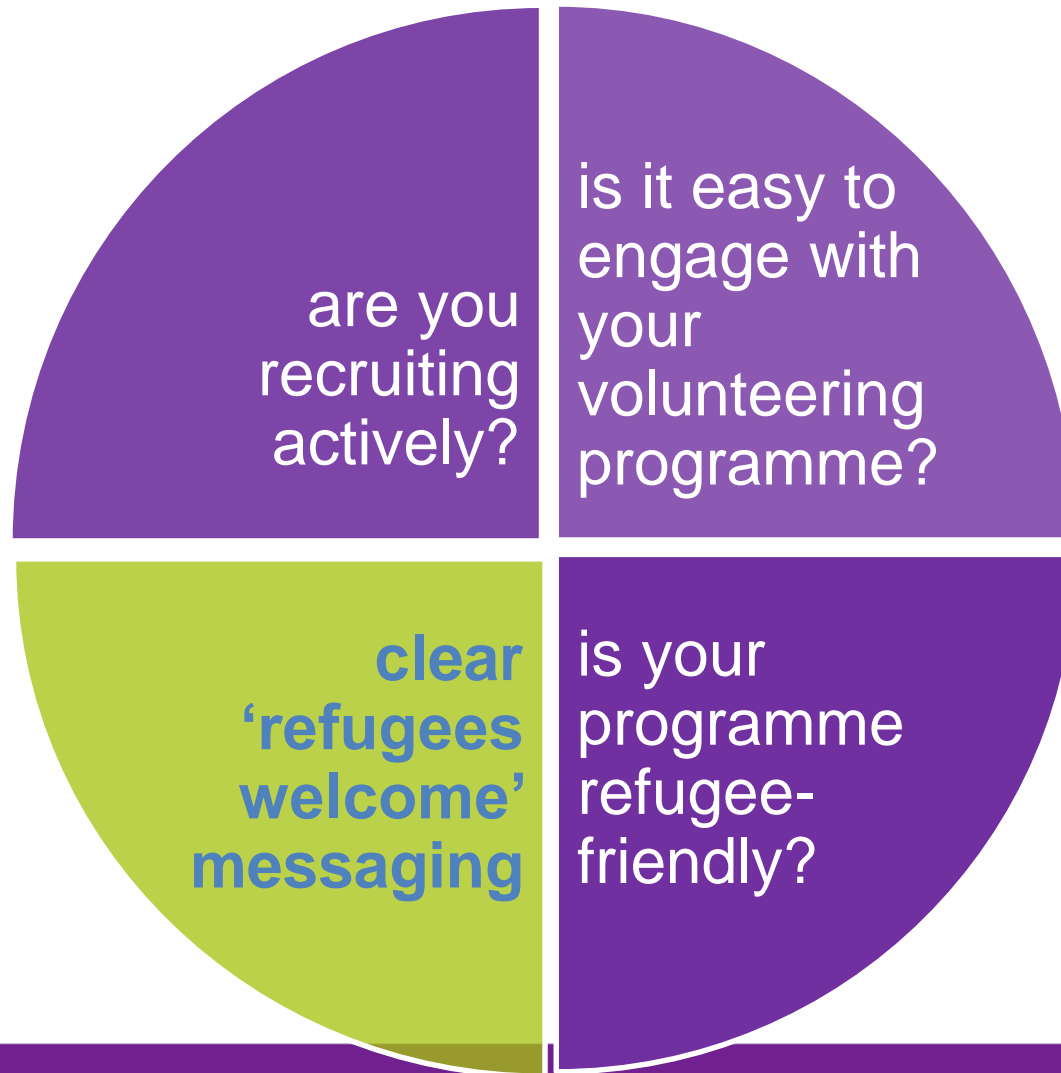 are you
recruiting
actively?
is it easy to
engage with
your
volunteering
programme?
clear
‘refugees
welcome’
messaging
is your
programme
refugee-
friendly?